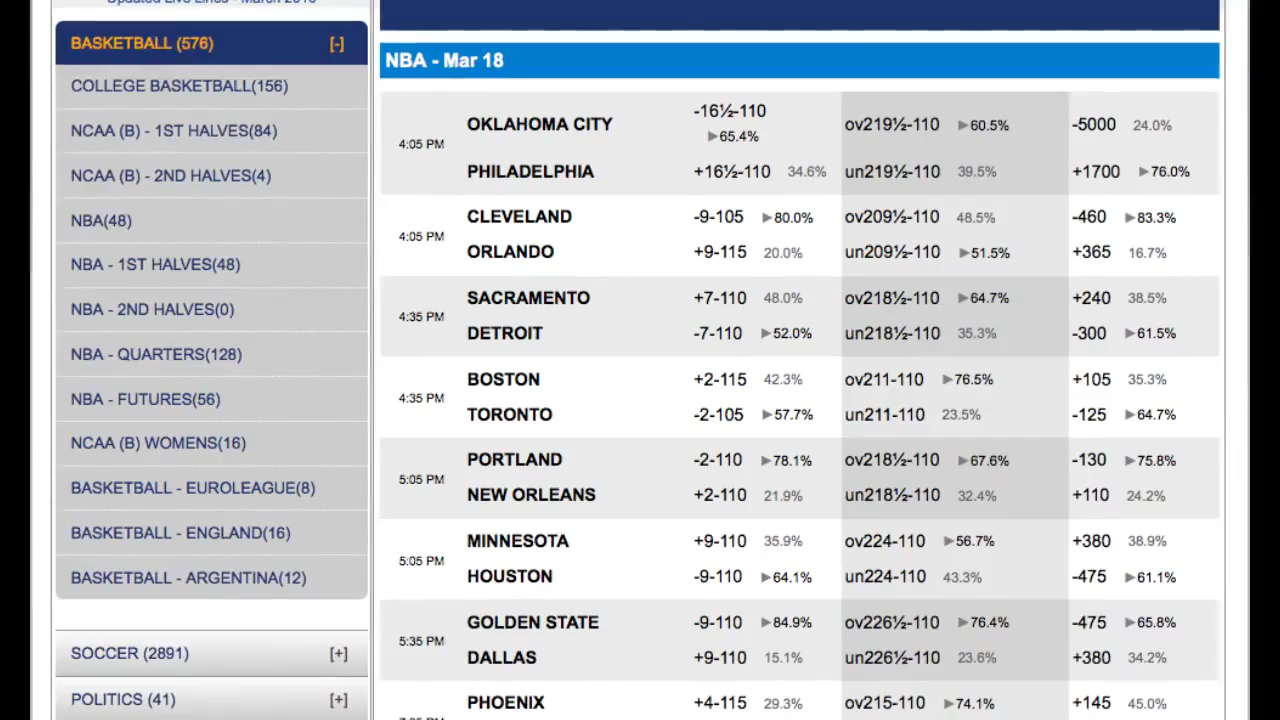 Updated Live Lines - March 2016
BASKETBALL (576) [-]
COLLEGE BASKETBALL(156)
NCAA (B) - 1ST HALVES(84)
NCAA (B) - 2ND HALVES(4)
NBA(48)
NBA - 1ST HALVES(48)
NBA - 2ND HALVES(0)
NBA - QUARTERS(128)
NBA - FUTURES(56)
NCAA (B) WOMENS(16)
BASKETBALL - EUROLEAGUE(8)
BASKETBALL - ENGLAND(16)
BASKETBALL - ARGENTINA(12)
SOCCER (2891) [+]
POLITICS (41) [+]
NBA - Mar 18
4:05 PM
OKLAHOMA CITY -16½-110 ▶65.4% ov219½-110 ▶60.5% -5000 24.0%
PHILADELPHIA +16½-110 34.6% un219½-110 39.5% +1700 ▶76.0%
4:05 PM
CLEVELAND -9-105 ▶80.0% ov209½-110 48.5% -460 ▶83.3%
ORLANDO +9-115 20.0% un209½-110 ▶51.5% +365 16.7%
4:35 PM
SACRAMENTO +7-110 48.0% ov218½-110 ▶64.7% +240 38.5%
DETROIT -7-110 ▶52.0% un218½-110 35.3% -300 ▶61.5%
4:35 PM
BOSTON +2-115 42.3% ov211-110 ▶76.5% +105 35.3%
TORONTO -2-105 ▶57.7% un211-110 23.5% -125 ▶64.7%
5:05 PM
PORTLAND -2-110 ▶78.1% ov218½-110 ▶67.6% -130 ▶75.8%
NEW ORLEANS +2-110 21.9% un218½-110 32.4% +110 24.2%
5:05 PM
MINNESOTA +9-110 35.9% ov224-110 ▶56.7% +380 38.9%
HOUSTON -9-110 ▶64.1% un224-110 43.3% -475 ▶61.1%
5:35 PM
GOLDEN STATE -9-110 ▶84.9% ov226½-110 ▶76.4% -475 ▶65.8%
DALLAS +9-110 15.1% un226½-110 23.6% +380 34.2%
PHOENIX +4-115 29.3% ov215-110 ▶74.1% +145 45.0%